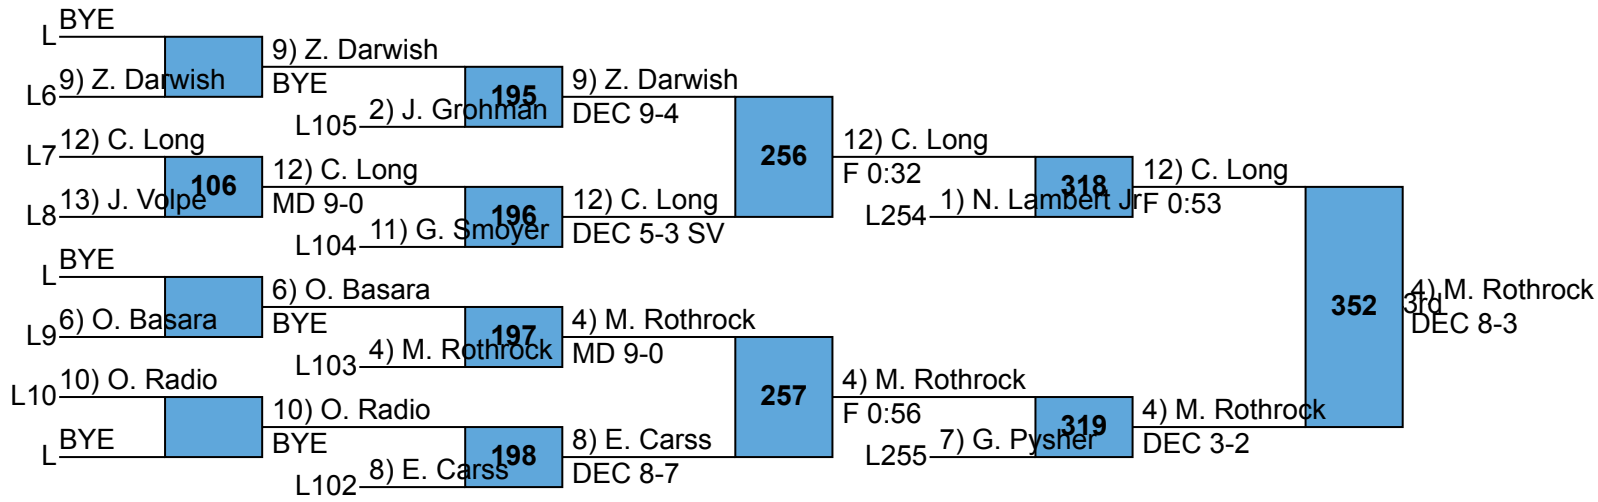 L BYE
L6 9) Z. Darwish
9) Z. Darwish
BYE
L105 2) J. Grohman
195
9) Z. Darwish
DEC 9-4
L7 12) C. Long
L8 13) J. Volpe
106
12) C. Long
MD 9-0
L104 11) G. Smoyer
196
12) C. Long
DEC 5-3 SV
256
12) C. Long
F 0:32
L254 1) N. Lambert Jr
318
12) C. Long
F 0:53
L BYE
L9 6) O. Basara
6) O. Basara
BYE
L103 4) M. Rothrock
197
4) M. Rothrock
MD 9-0
L10 10) O. Radio
L BYE
10) O. Radio
BYE
L102 8) E. Carss
198
8) E. Carss
DEC 8-7
257
4) M. Rothrock
F 0:56
L255 7) G. Pysher
319
4) M. Rothrock
DEC 3-2
352
3rd
4) M. Rothrock
DEC 8-3